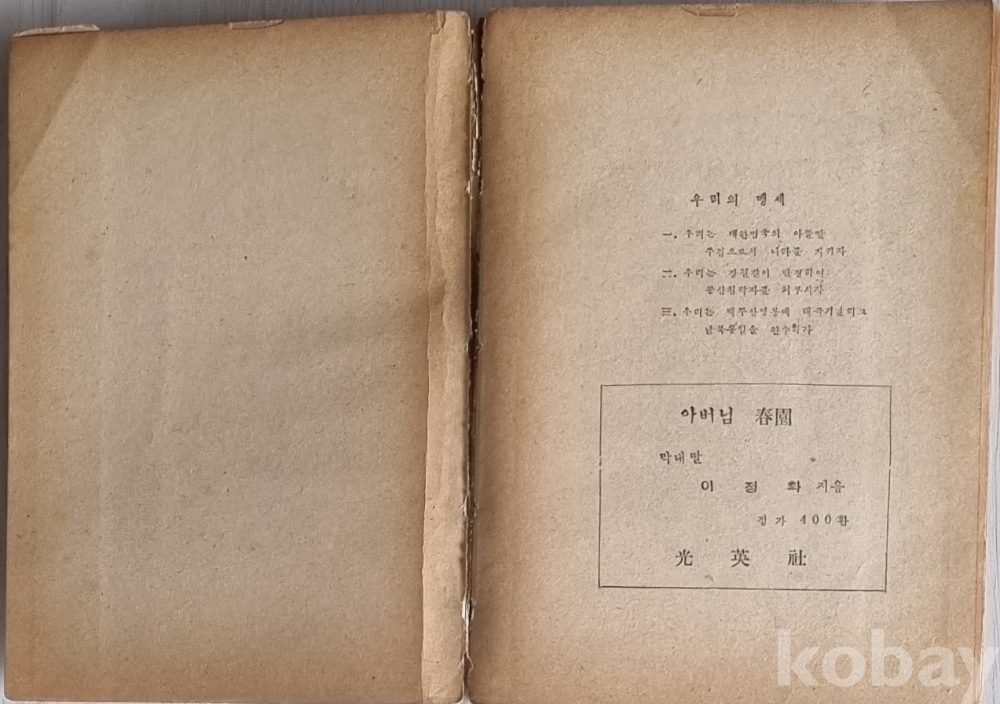 우리의 맹세
一. 우리는 대한민국의 아들딸
주검으로서 나라를 지키자
二. 우리는 강철같이 단결하여
공산침략자를 쳐부시자
三. 우리는 백두산영봉에 태극기날리고
남북통일을 완수하자
아버님 春園
막내딸
이 정 화 지음
정가 400환
光 英 社
kobay